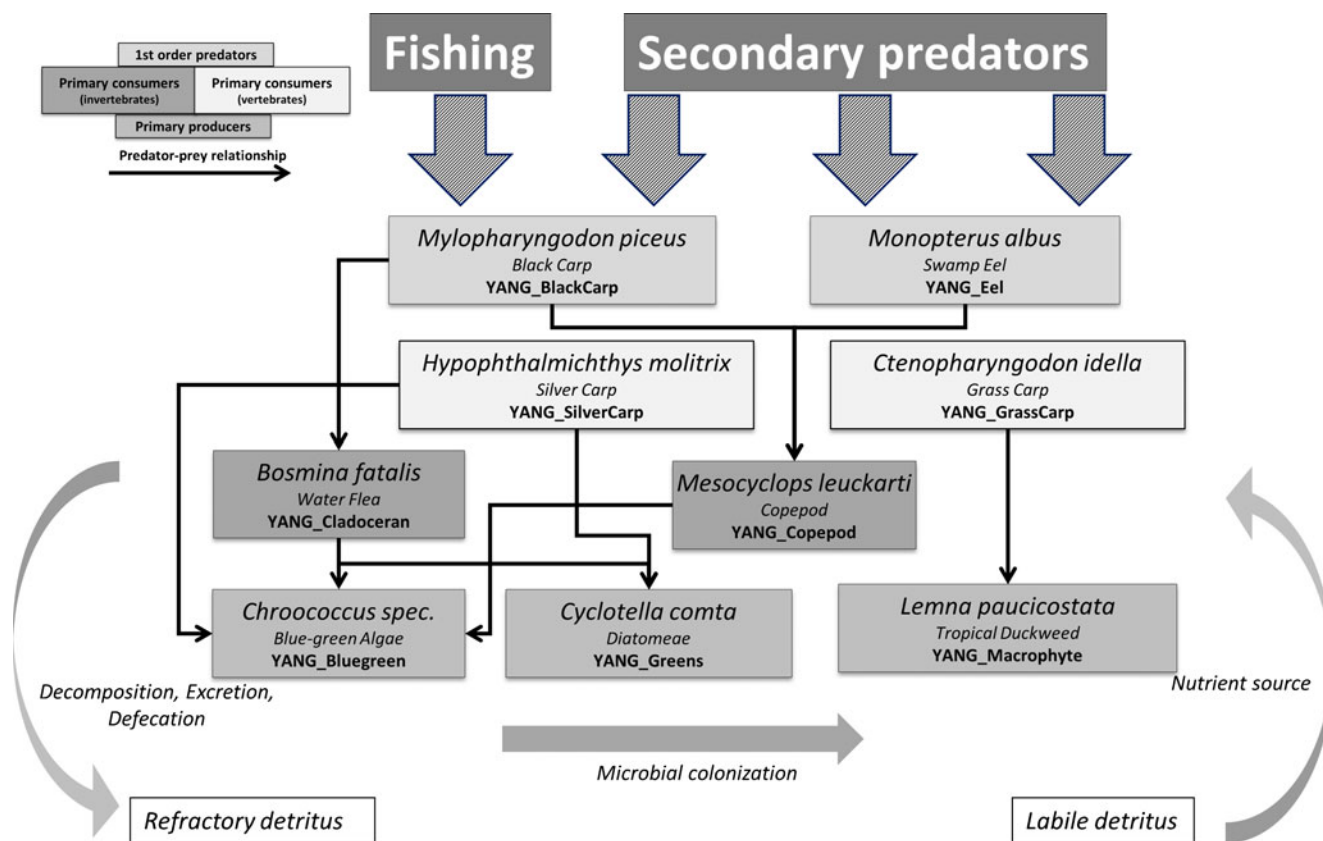 Fishing
Secondary predators
1st order predators
Primary consumers
(invertebrates)
Primary consumers
(vertebrates)
Primary producers
Predator-prey relationship
Mylopharyngodon piceus
Black Carp
YANG_BlackCarp
Monopterus albus
Swamp Eel
YANG_Eel
Hypophthalmichthys molitrix
Silver Carp
YANG_SilverCarp
Ctenopharyngodon idella
Grass Carp
YANG_GrassCarp
Bosmina fatalis
Water Flea
YANG_Cladoceran
Mesocyclops leuckarti
Copepod
YANG_Copepod
Chroococcus spec.
Blue-green Algae
YANG_Bluegreen
Cyclotella comta
Diatomeae
YANG_Greens
Lemna paucicostata
Tropical Duckweed
YANG_Macrophyte
Decomposition, Excretion,
Defecation
Nutrient source
Microbial colonization
Refractory detritus
Labile detritus